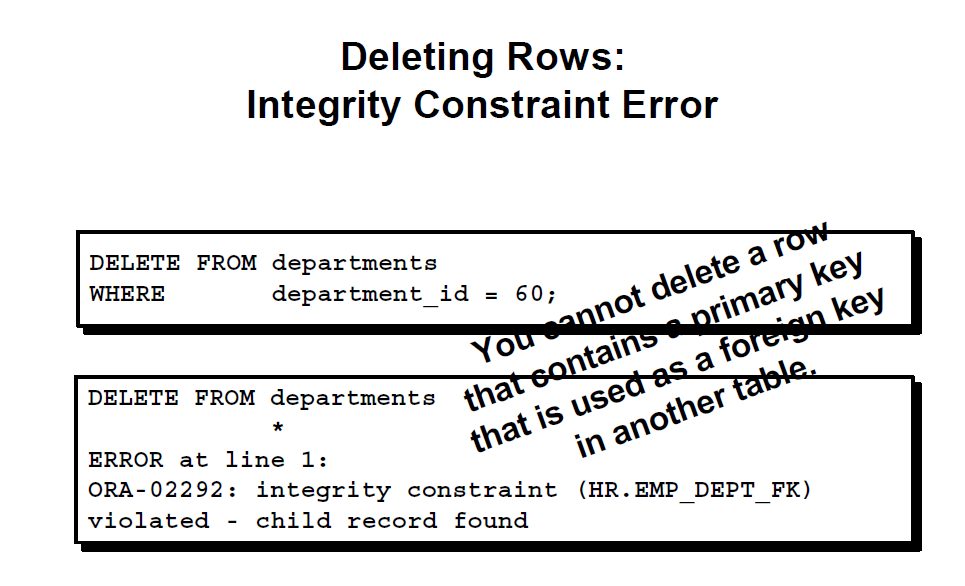 Deleting Rows:
Integrity Constraint Error
DELETE FROM departments
WHERE department_id = 60;
You cannot delete a row
that contains a primary key
that is used as a foreign key
in another table.
DELETE FROM departments
*
ERROR at line 1:
ORA-02292: integrity constraint (HR.EMP_DEPT_FK)
violated - child record found